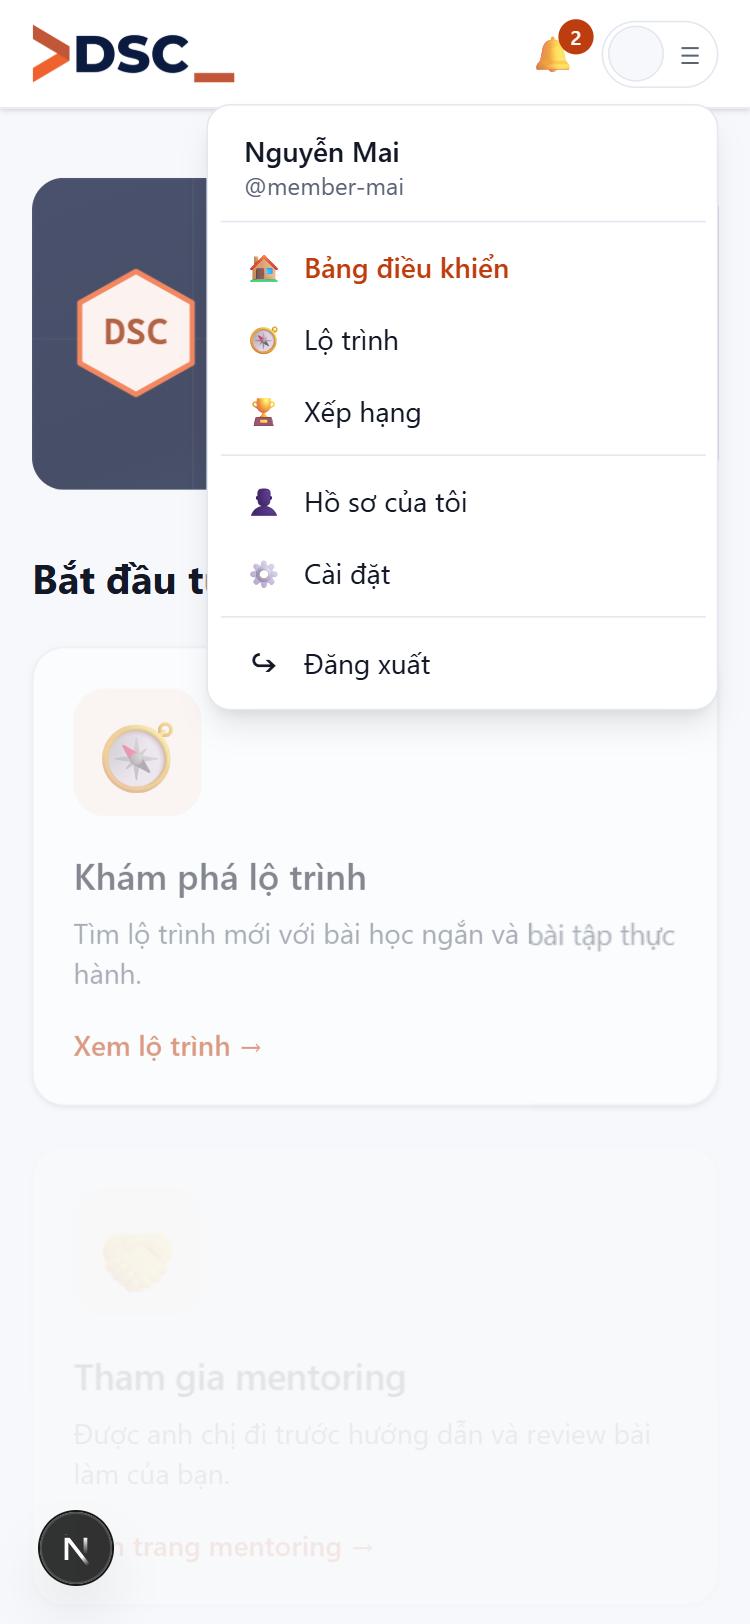 DSC_
2
Nguyễn Mai
@member-mai
Bảng điều khiển
Lộ trình
Xếp hạng
Hồ sơ của tôi
Cài đặt
Đăng xuất
DSC
Bắt đầu
Khám phá lộ trình
Tìm lộ trình mới với bài học ngắn và bài tập thực
hành.
Xem lộ trình →
Tham gia mentoring
Được anh chị đi trước hướng dẫn và review bài
làm của bạn.
trang mentoring →
N